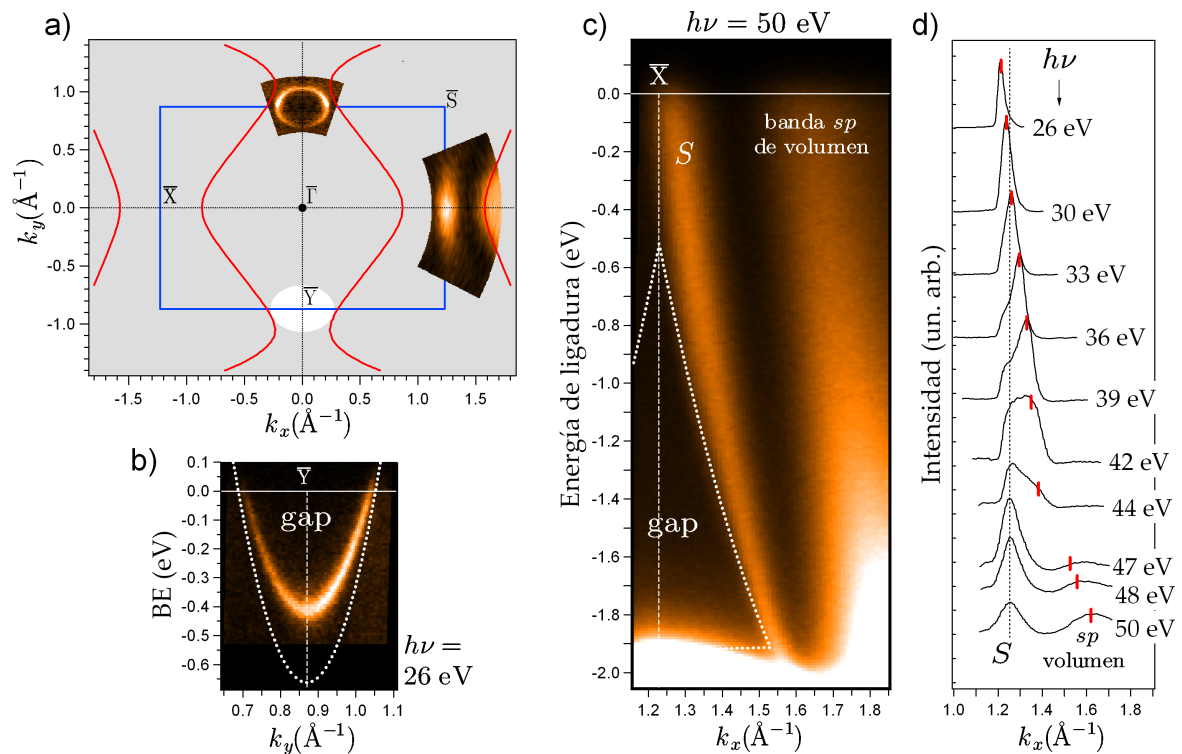 a)
1.0
0.5
0.0
-0.5
-1.0
k_y(Å⁻¹)
S̅
X̅
Γ̅
Y̅
-1.5 -1.0 -0.5 0.0 0.5 1.0 1.5
k_x(Å⁻¹)
b)
0.1
0.0
-0.1
-0.2
-0.3
-0.4
-0.5
-0.6
BE (eV)
Y̅
gap
hν =
26 eV
0.7 0.8 0.9 1.0 1.1
k_y(Å⁻¹)
c)
hν = 50 eV
X̅
0.0
-0.2
-0.4
-0.6
-0.8
-1.0
-1.2
-1.4
-1.6
-1.8
-2.0
Energía de ligadura (eV)
S
banda sp
de volumen
gap
1.2 1.3 1.4 1.5 1.6 1.7 1.8
k_x(Å⁻¹)
d)
hν
26 eV
30 eV
33 eV
36 eV
39 eV
42 eV
44 eV
47 eV
48 eV
50 eV
Intensidad (un. arb.)
S
sp
volumen
1.0 1.2 1.4 1.6 1.8
k_x(Å⁻¹)